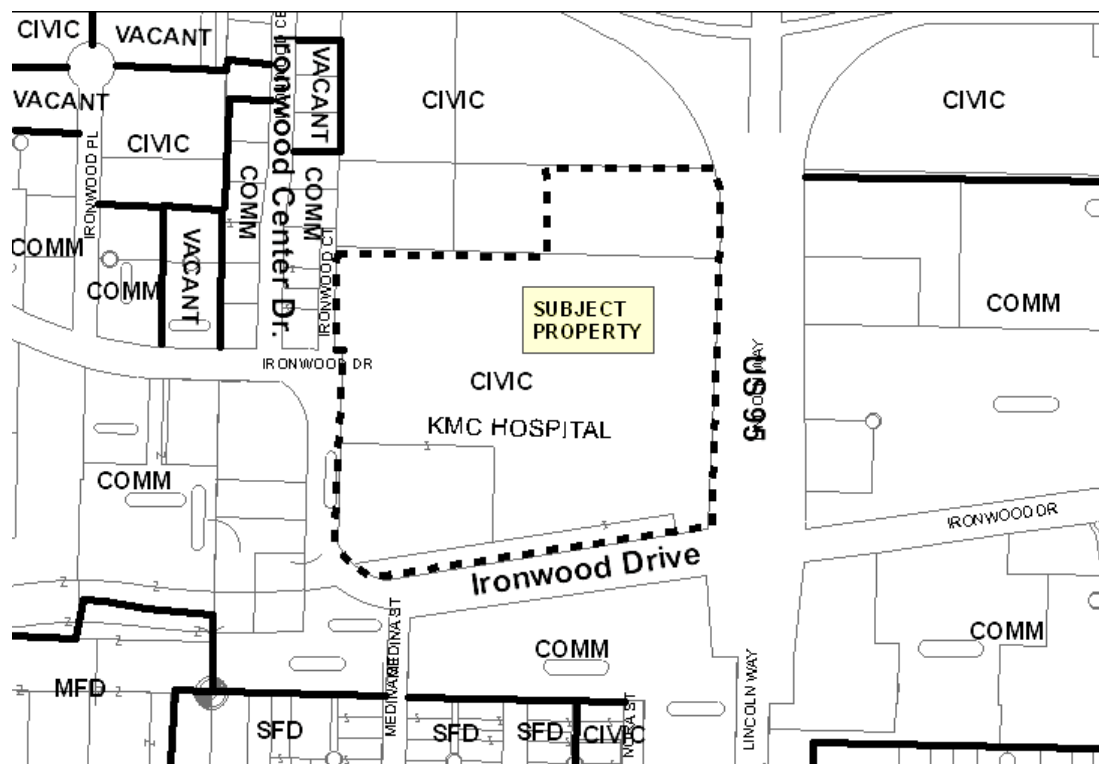 CIVIC
VACANT
Ironwood Center Dr.
VACANT
CIVIC
CIVIC
VACANT
CIVIC
IRONWOOD PL
COMM
COMM
COMM
VACANT
COMM
IRONWOOD CT
IRONWOOD DR
SUBJECT
PROPERTY
COMM
US 95
CIVIC
KMC HOSPITAL
COMM
IRONWOOD DR
Ironwood Drive
MEDINA ST
COMM
COMM
MFD
SFD
SFD
SFD
CIVIC
LINCOLN WAY